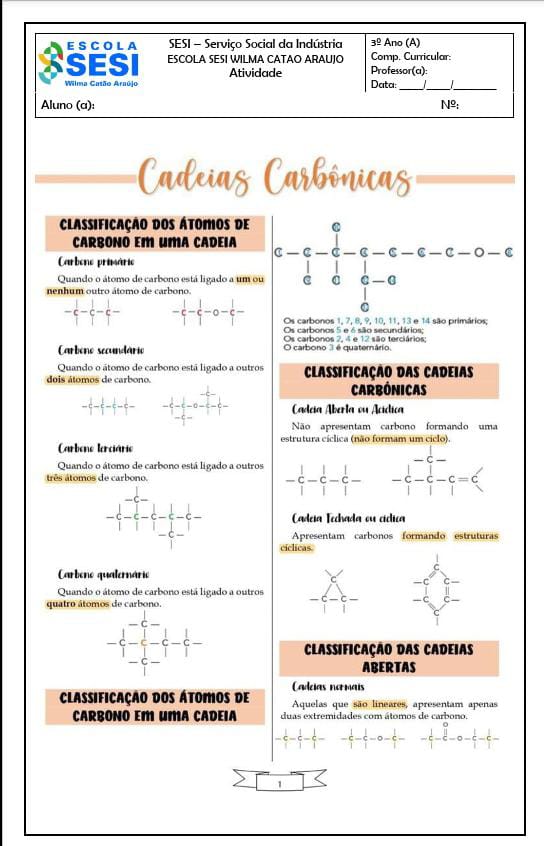 ESCOLA
SESI
Wilma Catão Araújo
SESI – Serviço Social da Indústria
ESCOLA SESI WILMA CATAO ARAUJO
Atividade
3º Ano (A)
Comp. Curricular:
Professor(a):
Data: ____/____/________
Aluno (a):
Nº:
Cadeias Carbônicas
CLASSIFICAÇÃO DOS ÁTOMOS DE
CARBONO EM UMA CADEIA
Carbono primário
Quando o átomo de carbono está ligado a um ou
nenhum outro átomo de carbono.
Carbono secundário
Quando o átomo de carbono está ligado a outros
dois átomos de carbono.
Carbono terciário
Quando o átomo de carbono está ligado a outros
três átomos de carbono.
Carbono quaternário
Quando o átomo de carbono está ligado a outros
quatro átomos de carbono.
CLASSIFICAÇÃO DOS ÁTOMOS DE
CARBONO EM UMA CADEIA
C – C – C – C – C – C – C – O – C
Os carbonos 1, 7, 8, 9, 10, 11, 13 e 14 são primários;
Os carbonos 5 e 6 são secundários;
Os carbonos 2, 4 e 12 são terciários;
O carbono 3 é quaternário.
CLASSIFICAÇÃO DAS CADEIAS
CARBÔNICAS
Cadeia Aberta ou Acíclica
Não apresentam carbono formando uma
estrutura cíclica (não formam um ciclo).
Cadeia Fechada ou cíclica
Apresentam carbonos formando estruturas
cíclicas.
CLASSIFICAÇÃO DAS CADEIAS
ABERTAS
Cadeias normais
Aquelas que são lineares, apresentam apenas
duas extremidades com átomos de carbono.
1